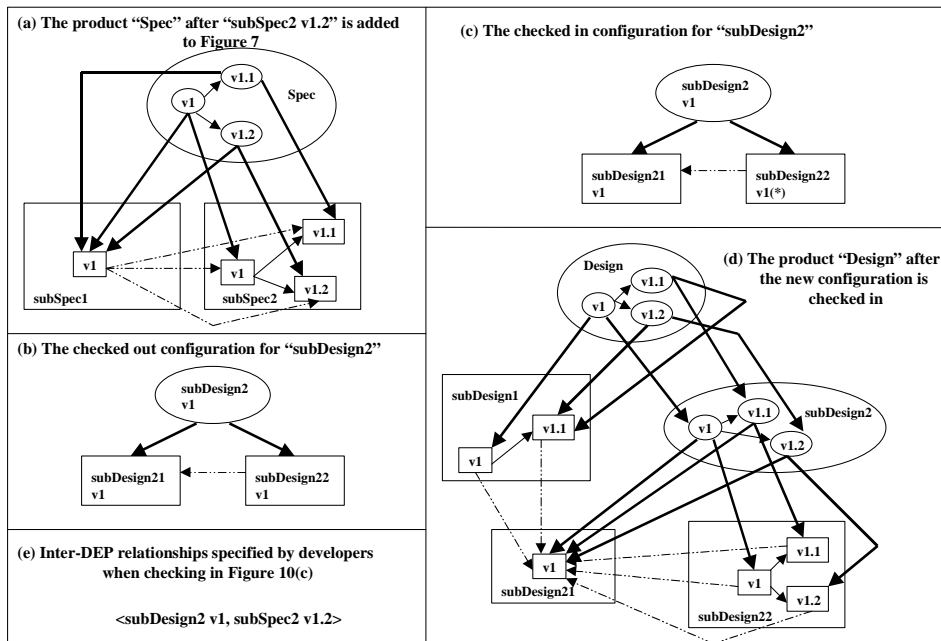 (a) The product “Spec” after “subSpec2 v1.2” is added
to Figure 7
v1.1
Spec
v1
v1.2
v1.1
v1
v1
v1.2
subSpec1
subSpec2
(b) The checked out configuration for “subDesign2”
subDesign2
v1
subDesign21
v1
subDesign22
v1
(e) Inter-DEP relationships specified by developers
when checking in Figure 10(c)
<subDesign2 v1, subSpec2 v1.2>
(c) The checked in configuration for “subDesign2”
subDesign2
v1
subDesign21
v1
subDesign22
v1(*)
(d) The product “Design” after
the new configuration is
checked in
Design
v1.1
v1
v1.2
subDesign1
v1.1
v1
subDesign2
v1.1
v1
v1.2
v1
subDesign21
v1.1
v1
v1.2
subDesign22